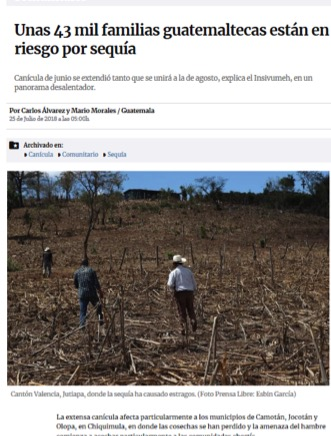 Unas 43 mil familias guatemaltecas están en
riesgo por sequía
Canícula de junio se extendió tanto que se unirá a la de agosto, explica el Insivumeh, en un
panorama desalentador.
Por Carlos Álvarez y Mario Morales / Guatemala
25 de Julio de 2018 a las 05:00h
Archivado en:
Canícula Comunitario Sequía
Cantón Valencia, Jutiapa, donde la sequía ha causado estragos. (Foto Prensa Libre: Esbin García)
La extensa canícula afecta particularmente a los municipios de Camotán, Jocotán y
Olopa, en Chiquimula, en donde las cosechas se han perdido y la amenaza del hambre